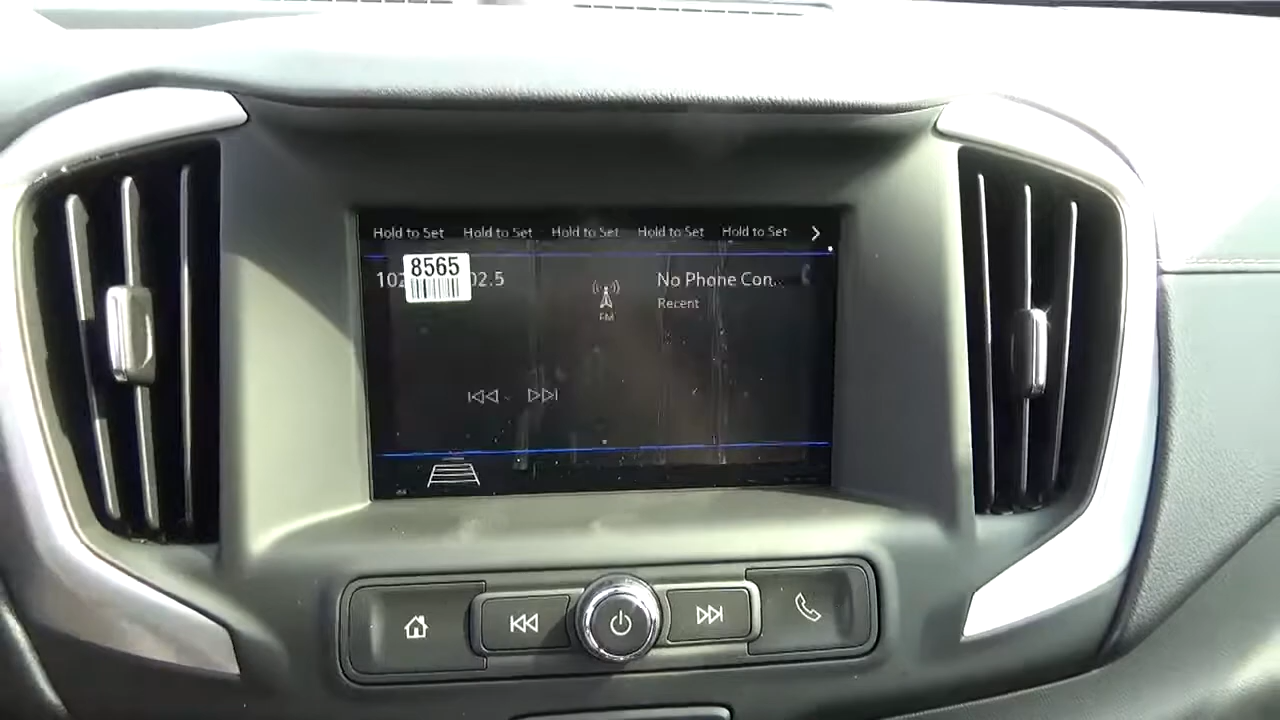 Hold to Set Hold to Set Hold to Set Hold to Set Hold to Set
8565
102 02.5
No Phone Con...
Recent
FM